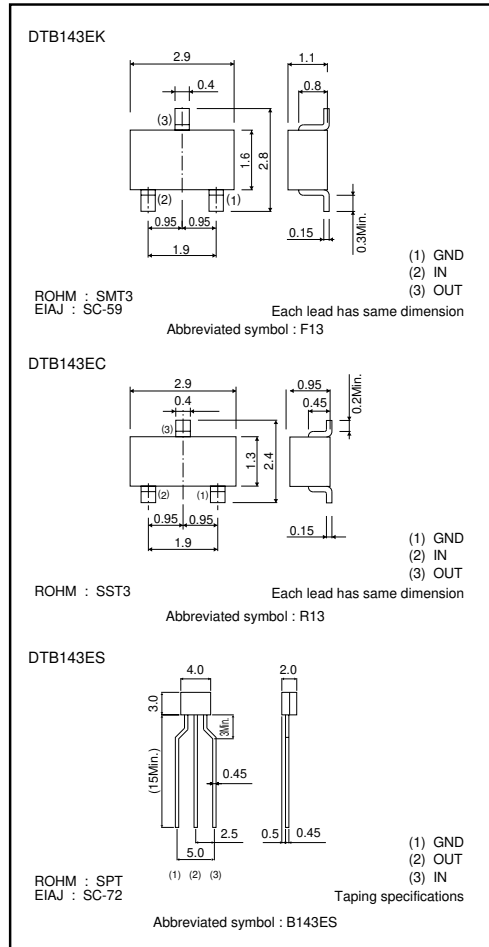 DTB143EK
2.9
0.4
1.1
0.8
(3)
1.6
2.8
(2)
(1)
0.95
0.95
1.9
0.15
0.3Min.
(1) GND
(2) IN
(3) OUT
ROHM : SMT3
EIAJ : SC-59
Each lead has same dimension
Abbreviated symbol : F13
DTB143EC
2.9
0.4
0.95
0.45
0.2Min.
(3)
1.3
2.4
(2)
(1)
0.95
0.95
1.9
0.15
(1) GND
(2) IN
(3) OUT
ROHM : SST3
Each lead has same dimension
Abbreviated symbol : R13
DTB143ES
4.0
2.0
3.0
3Min.
(15Min.)
0.45
2.5
5.0
0.5
0.45
(1) (2) (3)
(1) GND
(2) OUT
(3) IN
ROHM : SPT
EIAJ : SC-72
Taping specifications
Abbreviated symbol : B143ES